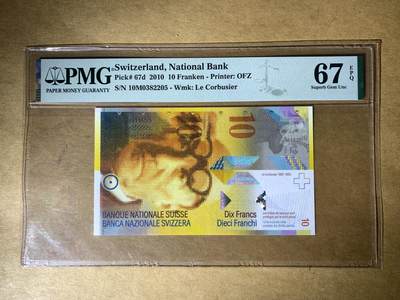 PMG
PAPER MONEY GUARANTY
Switzerland, National Bank
Pick# 67d 2010 10 Franken - Printer: OFZ
S/N 10M0382205 - Wmk: Le Corbusier
67 EPQ
Superb Gem Unc
10
10
BANQUE NATIONALE SUISSE
BANCA NAZIONALE SVIZZERA
Dix Francs
Dieci Franchi
10